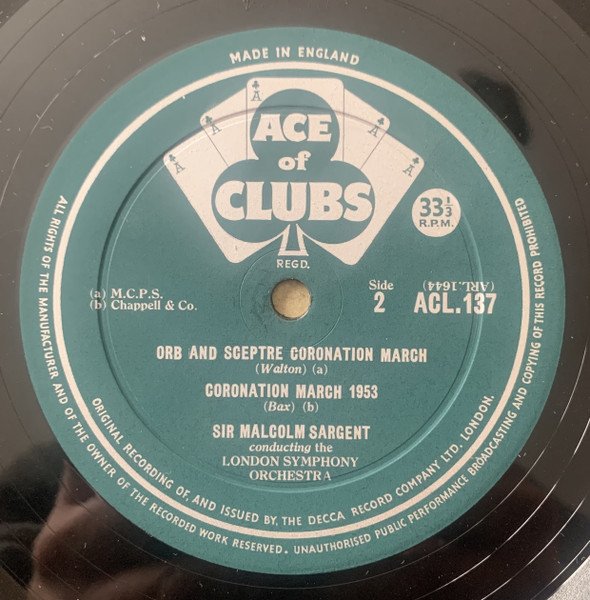 MADE IN ENGLAND
A
A
A
A
A
ACE
of
CLUBS
REGD.
33 1/3
R.P.M.
(a) M.C.P.S.
(b) Chappell & Co.
Side
2
(ARL.1644)
ACL.137
ORB AND SCEPTRE CORONATION MARCH
(Walton) (a)
CORONATION MARCH 1953
(Bax) (b)
SIR MALCOLM SARGENT
conducting the
LONDON SYMPHONY
ORCHESTRA
ORIGINAL RECORDING OF, AND ISSUED BY, THE DECCA RECORD COMPANY LTD. LONDON.
ALL RIGHTS OF THE MANUFACTURER AND OF THE OWNER OF THE RECORDED WORK RESERVED. UNAUTHORISED PUBLIC PERFORMANCE BROADCASTING AND COPYING OF THIS RECORD PROHIBITED